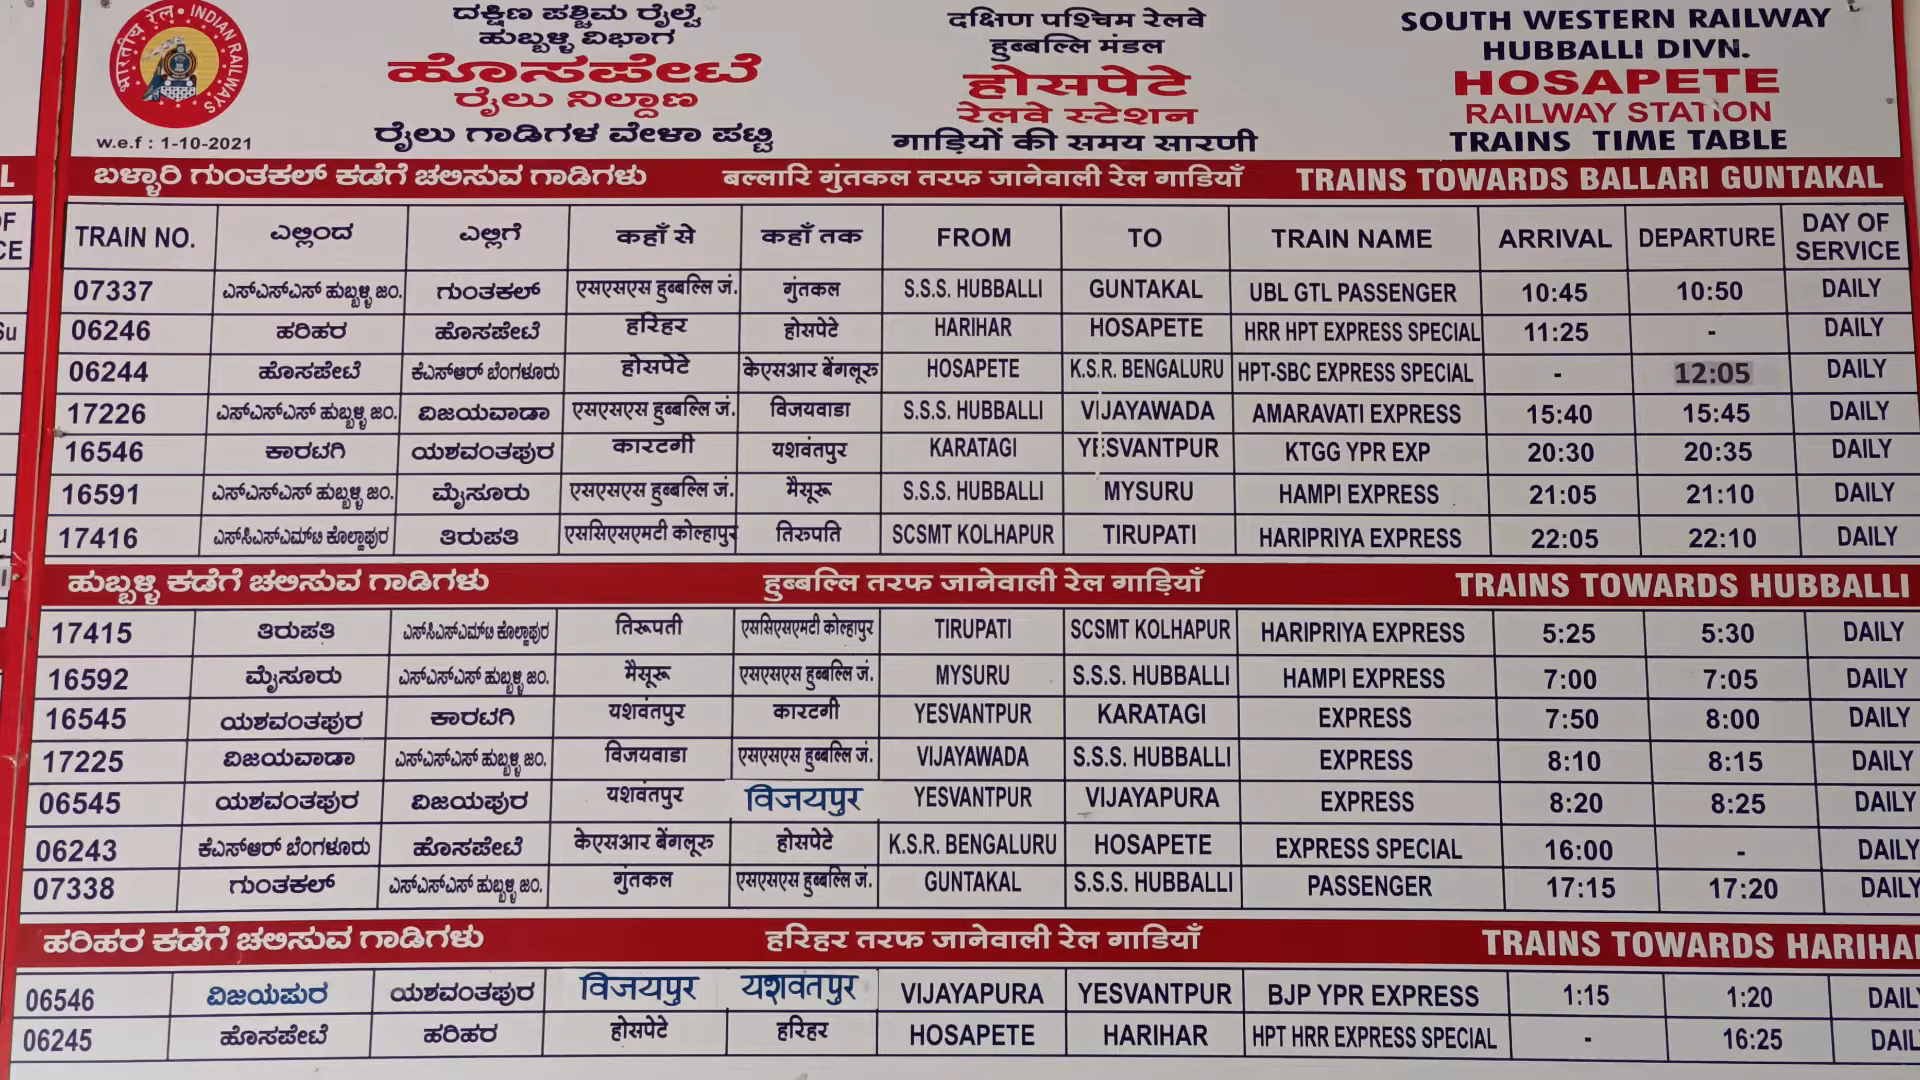 भारतीय रेल • INDIAN RAILWAYS
w.e.f : 1-10-2021
ದಕ್ಷಿಣ ಪಶ್ಚಿಮ ರೈಲ್ವೆ
ಹುಬ್ಬಳ್ಳಿ ವಿಭಾಗ
ಹೊಸಪೇಟೆ
ರೈಲು ನಿಲ್ದಾಣ
ರೈಲು ಗಾಡಿಗಳ ವೇಳಾ ಪಟ್ಟಿ
दक्षिण पश्चिम रेलवे
हुब्बल्लि मंडल
होसपेटे
रेलवे स्टेशन
गाड़ियों की समय सारणी
SOUTH WESTERN RAILWAY
HUBBALLI DIVN.
HOSAPETE
RAILWAY STATION
TRAINS TIME TABLE
ಬಳ್ಳಾರಿ ಗುಂತಕಲ್ ಕಡೆಗೆ ಚಲಿಸುವ ಗಾಡಿಗಳು बल्लारि गुंतकल तरफ जानेवाली रेल गाडियाँ TRAINS TOWARDS BALLARI GUNTAKAL
TRAIN NO. ಎಲ್ಲಿಂದ ಎಲ್ಲಿಗೆ कहाँ से कहाँ तक FROM TO TRAIN NAME ARRIVAL DEPARTURE DAY OF SERVICE
07337 ಎಸ್ಎಸ್ಎಸ್ ಹುಬ್ಬಳ್ಳಿ ಜಂ. ಗುಂತಕಲ್ एसएसएस हुब्बल्लि जं. गुंतकल S.S.S. HUBBALLI GUNTAKAL UBL GTL PASSENGER 10:45 10:50 DAILY
06246 ಹರಿಹರ ಹೊಸಪೇಟೆ हरिहर होसपेटे HARIHAR HOSAPETE HRR HPT EXPRESS SPECIAL 11:25 - DAILY
06244 ಹೊಸಪೇಟೆ ಕೆಎಸ್ಆರ್ ಬೆಂಗಳೂರು होसपेटे केएसआर बेंगलूरु HOSAPETE K.S.R. BENGALURU HPT-SBC EXPRESS SPECIAL - 12:05 DAILY
17226 ಎಸ್ಎಸ್ಎಸ್ ಹುಬ್ಬಳ್ಳಿ ಜಂ. ವಿಜಯವಾಡಾ एसएसएस हुब्बल्लि जं. विजयवाडा S.S.S. HUBBALLI VIJAYAWADA AMARAVATI EXPRESS 15:40 15:45 DAILY
16546 ಕಾರಟಗಿ ಯಶವಂತಪುರ कारटगी यशवंतपुर KARATAGI YESVANTPUR KTGG YPR EXP 20:30 20:35 DAILY
16591 ಎಸ್ಎಸ್ಎಸ್ ಹುಬ್ಬಳ್ಳಿ ಜಂ. ಮೈಸೂರು एसएसएस हुब्बल्लि जं. मैसूरू S.S.S. HUBBALLI MYSURU HAMPI EXPRESS 21:05 21:10 DAILY
17416 ಎಸ್ಸಿಎಸ್ಎಮ್ಟಿ ಕೊಲ್ಹಾಪುರ ತಿರುಪತಿ एससिएसएमटी कोल्हापुर तिरुपति SCSMT KOLHAPUR TIRUPATI HARIPRIYA EXPRESS 22:05 22:10 DAILY
ಹುಬ್ಬಳ್ಳಿ ಕಡೆಗೆ ಚಲಿಸುವ ಗಾಡಿಗಳು हुब्बल्लि तरफ जानेवाली रेल गाड़ियाँ TRAINS TOWARDS HUBBALLI
17415 ತಿರುಪತಿ ಎಸ್ಸಿಎಸ್ಎಮ್ಟಿ ಕೊಲ್ಹಾಪುರ तिरूपती एससिएसएमटी कोल्हापुर TIRUPATI SCSMT KOLHAPUR HARIPRIYA EXPRESS 5:25 5:30 DAILY
16592 ಮೈಸೂರು ಎಸ್ಎಸ್ಎಸ್ ಹುಬ್ಬಳ್ಳಿ ಜಂ. मैसूरू एसएसएस हुब्बल्लि जं. MYSURU S.S.S. HUBBALLI HAMPI EXPRESS 7:00 7:05 DAILY
16545 ಯಶವಂತಪುರ ಕಾರಟಗಿ यशवंतपुर कारटगी YESVANTPUR KARATAGI EXPRESS 7:50 8:00 DAILY
17225 ವಿಜಯವಾಡಾ ಎಸ್ಎಸ್ಎಸ್ ಹುಬ್ಬಳ್ಳಿ ಜಂ. विजयवाडा एसएसएस हुब्बल्लि जं. VIJAYAWADA S.S.S. HUBBALLI EXPRESS 8:10 8:15 DAILY
06545 ಯಶವಂತಪುರ ವಿಜಯಪುರ यशवंतपुर विजयपुर YESVANTPUR VIJAYAPURA EXPRESS 8:20 8:25 DAILY
06243 ಕೆಎಸ್ಆರ್ ಬೆಂಗಳೂರು ಹೊಸಪೇಟೆ केएसआर बेंगलूरु होसपेटे K.S.R. BENGALURU HOSAPETE EXPRESS SPECIAL 16:00 - DAILY
07338 ಗುಂತಕಲ್ ಎಸ್ಎಸ್ಎಸ್ ಹುಬ್ಬಳ್ಳಿ ಜಂ. गुंतकल एसएसएस हुब्बल्लि जं. GUNTAKAL S.S.S. HUBBALLI PASSENGER 17:15 17:20 DAILY
ಹರಿಹರ ಕಡೆಗೆ ಚಲಿಸುವ ಗಾಡಿಗಳು हरिहर तरफ जानेवाली रेल गाडियाँ TRAINS TOWARDS HARIHA
06546 ವಿಜಯಪುರ ಯಶವಂತಪುರ विजयपुर यशवंतपुर VIJAYAPURA YESVANTPUR BJP YPR EXPRESS 1:15 1:20 DAIL
06245 ಹೊಸಪೇಟೆ ಹರಿಹರ होसपेटे हरिहर HOSAPETE HARIHAR HPT HRR EXPRESS SPECIAL - 16:25 DAIL